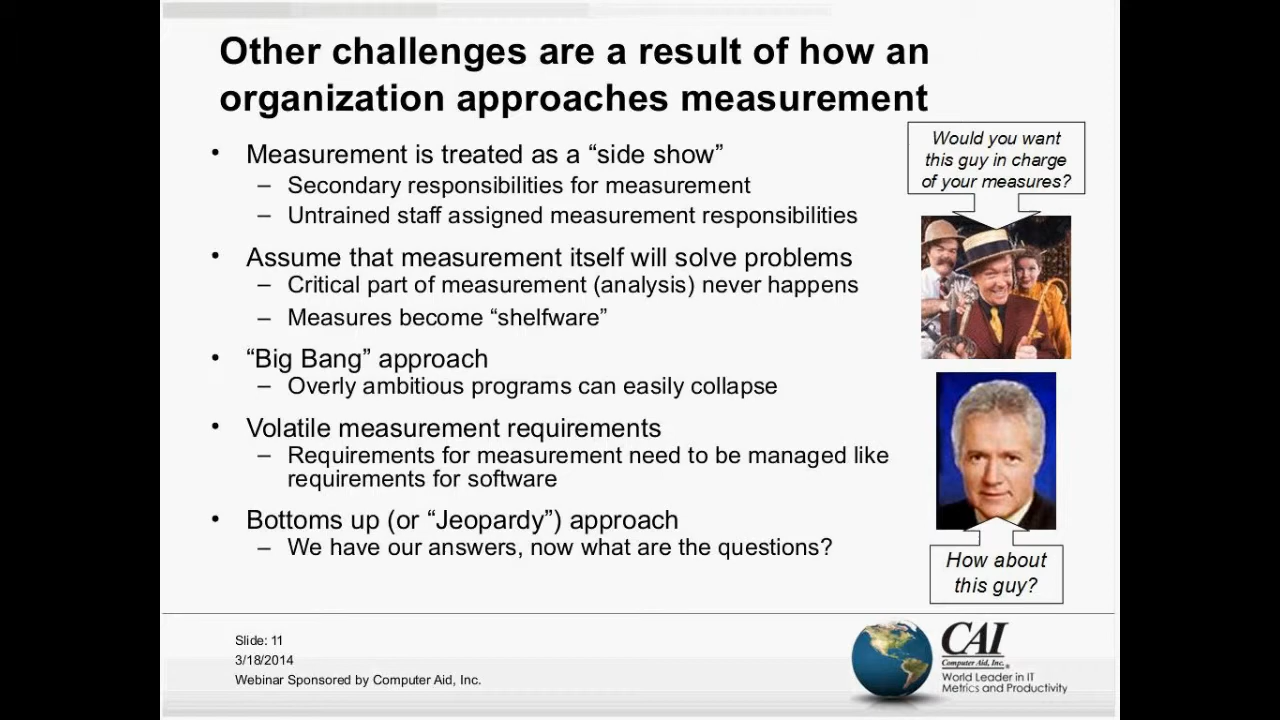 Other challenges are a result of how an
organization approaches measurement
• Measurement is treated as a “side show”
– Secondary responsibilities for measurement
– Untrained staff assigned measurement responsibilities
• Assume that measurement itself will solve problems
– Critical part of measurement (analysis) never happens
– Measures become “shelfware”
• “Big Bang” approach
– Overly ambitious programs can easily collapse
• Volatile measurement requirements
– Requirements for measurement need to be managed like
requirements for software
• Bottoms up (or “Jeopardy”) approach
– We have our answers, now what are the questions?
Would you want
this guy in charge
of your measures?
How about
this guy?
Slide: 11
3/18/2014
Webinar Sponsored by Computer Aid, Inc.
CAI
Computer Aid, Inc.®
World Leader in IT
Metrics and Productivity